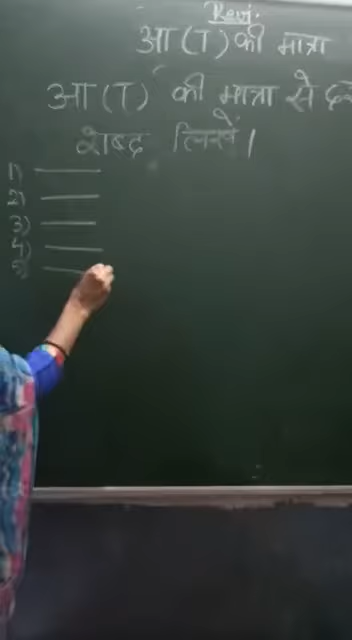 Revi.
आ (ा) की मात्रा
आ (ा) की मात्रा से
शब्द लिखें।
1)
2)
3)
4)
5)